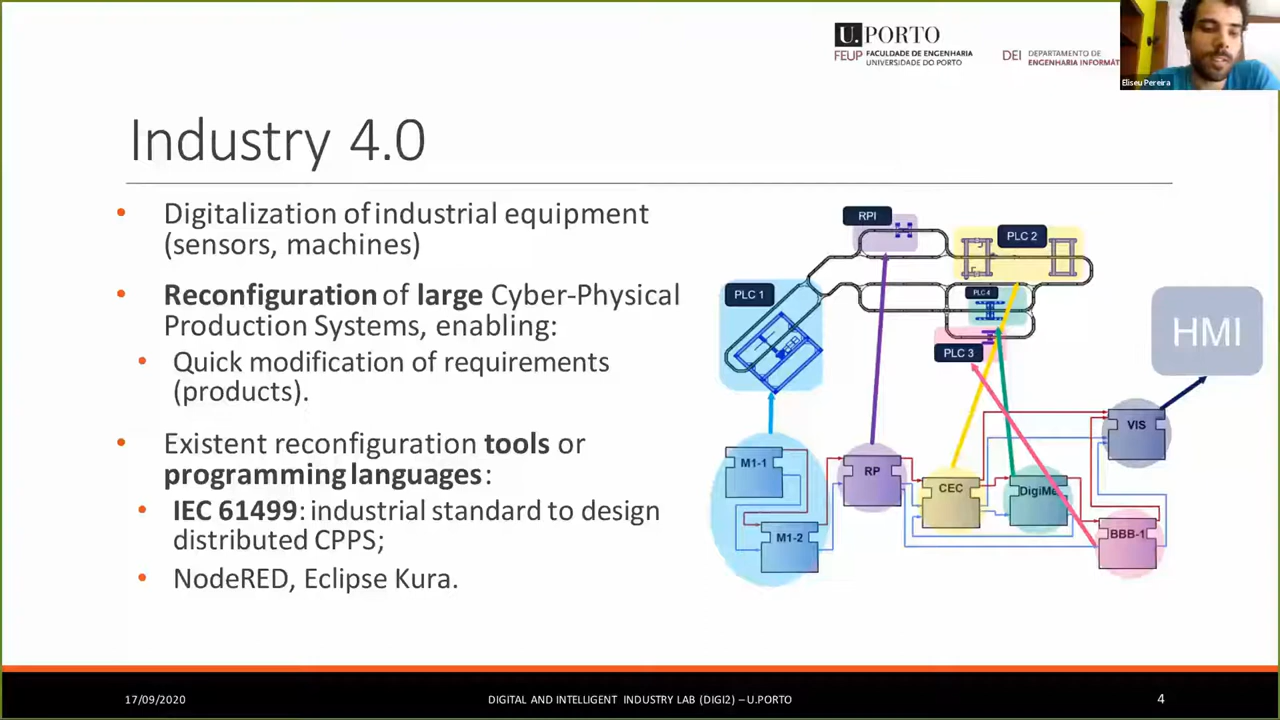 U. PORTO
FEUP FACULDADE DE ENGENHARIA
UNIVERSIDADE DO PORTO
DEI DEPARTAMENTO DE
ENGENHARIA INFORMÁT
Eliseu Pereira
Industry 4.0
• Digitalization of industrial equipment
(sensors, machines)
• Reconfiguration of large Cyber-Physical
Production Systems, enabling:
• Quick modification of requirements
(products).
• Existent reconfiguration tools or
programming languages:
• IEC 61499: industrial standard to design
distributed CPPS;
• NodeRED, Eclipse Kura.
RPI
PLC 2
PLC 1
PLC 4
PLC 3
HMI
VIS
M1-1
RP
CEC
DigiMe
M1-2
BBB-1
17/09/2020
DIGITAL AND INTELLIGENT INDUSTRY LAB (DIGI2) – U.PORTO
4